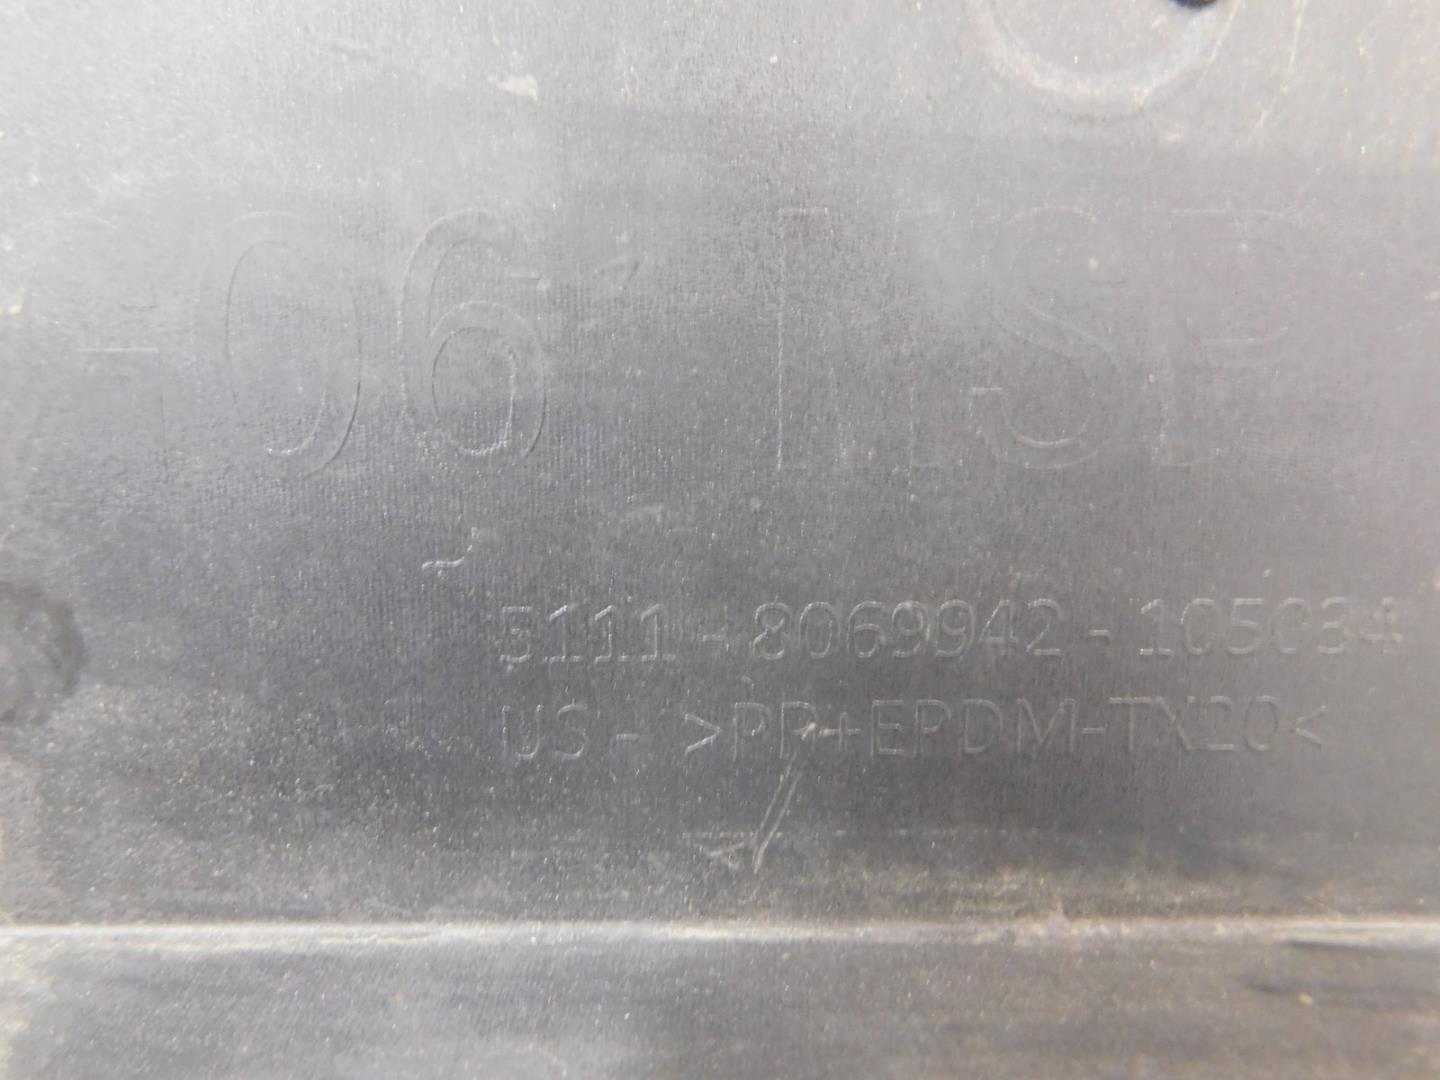 -06 MSP
5111-8069942-105034
US- >PP+EPDM-TX20<